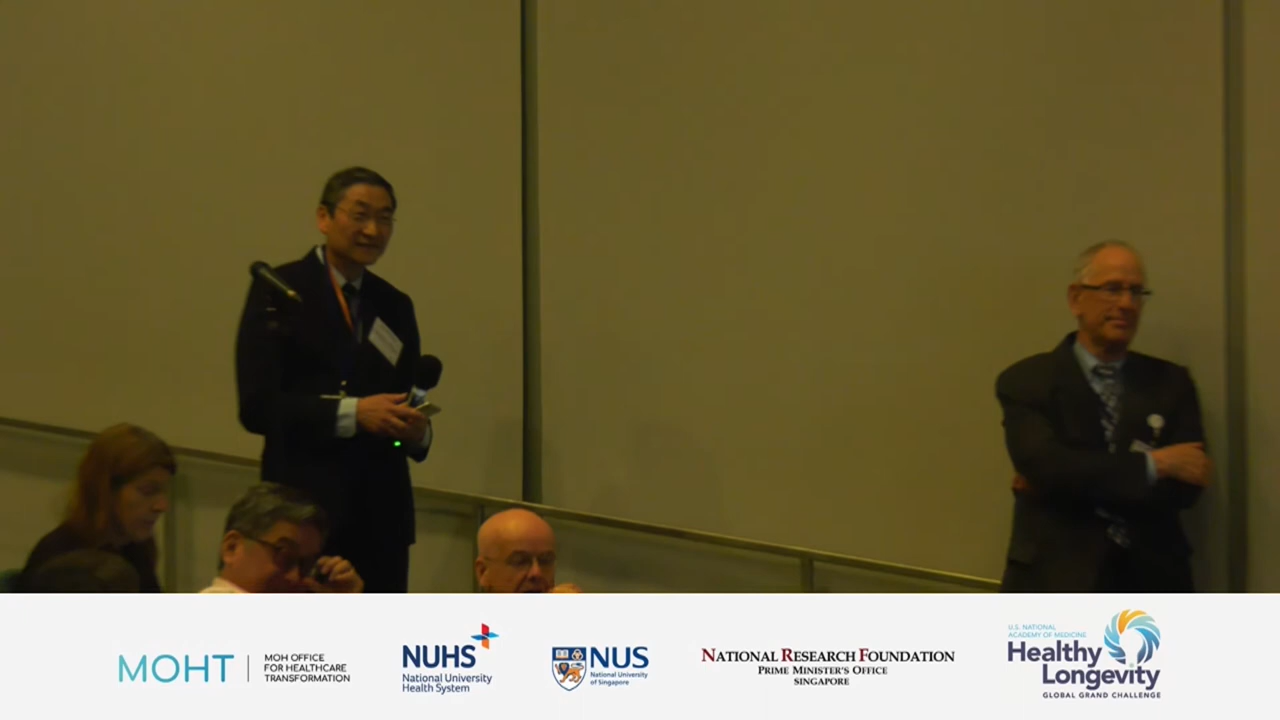 MOHT
MOH OFFICE
FOR HEALTHCARE
TRANSFORMATION
NUHS
National University
Health System
NUS
National University
of Singapore
NATIONAL RESEARCH FOUNDATION
PRIME MINISTER'S OFFICE
SINGAPORE
U.S. NATIONAL
ACADEMY OF MEDICINE
Healthy
Longevity
GLOBAL GRAND CHALLENGE